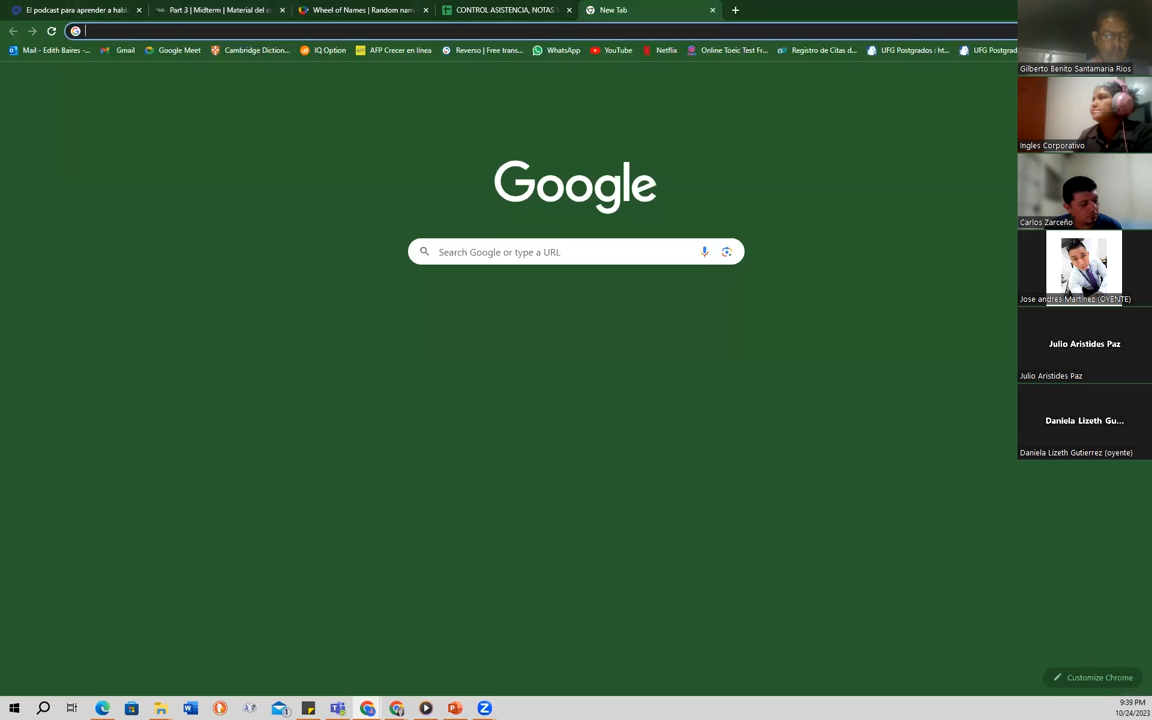 El podcast para aprender a habl
Part 3 | Midterm | Material del c
Wheel of Names | Random nam
CONTROL ASISTENCIA, NOTAS
New Tab
Mail - Edith Baires -...
Gmail
Google Meet
Cambridge Diction...
IQ Option
AFP Crecer en línea
Reverso | Free trans...
WhatsApp
YouTube
Netflix
Online Toeic Test Fr...
Registro de Citas d...
UFG Postgrados : ht...
UFG Postgrad
Google
Search Google or type a URL
Gilberto Benito Santamaria Rios
Ingles Corporativo
Carlos Zarceño
Jose andres Martinez (OYENTE)
Julio Aristides Paz
Julio Aristides Paz
Daniela Lizeth Gu...
Daniela Lizeth Gutierrez (oyente)
Customize Chrome
9:39 PM
10/24/2023